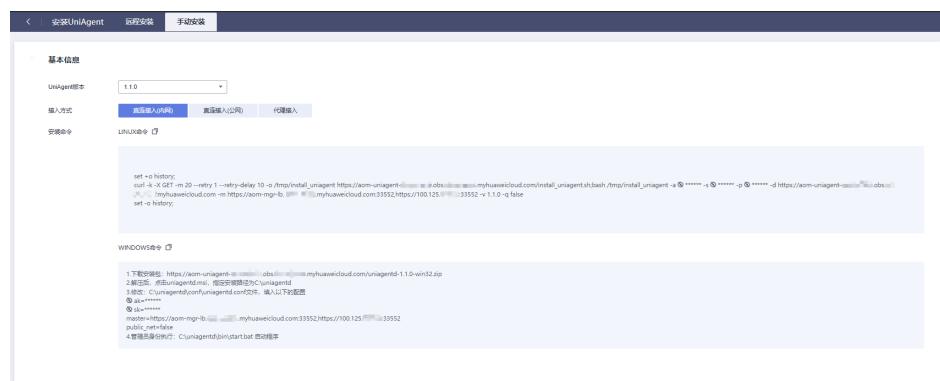 安装UniAgent 远程安装 手动安装
基本信息
UniAgent版本 1.1.0
接入方式 直连接入(内网) 直连接入(公网) 代理接入
安装命令 LINUX命令
set +o history;
curl -k -X GET -m 20 --retry 1 --retry-delay 10 -o /tmp/install_uniagent https://aom-uniagent- .obs. .myhuaweicloud.com/install_uniagent.sh;bash /tmp/install_uniagent -a ****** -s ****** -p ****** -d https://aom-uniagent- .obs.
.myhuaweicloud.com -m https://aom-mgr-lb. .myhuaweicloud.com:33552,https://100.125. :33552 -v 1.1.0 -q false
set -o history;
WINDOWS命令
1.下载安装包：https://aom-uniagent- .obs. .myhuaweicloud.com/uniagentd-1.1.0-win32.zip
2.解压后，点击uniagentd.msi，指定安装路径为C:\uniagentd
3.修改：C:\uniagentd\conf\uniagentd.conf文件，填入以下的配置
ak=******
sk=******
master=https://aom-mgr-lb. .myhuaweicloud.com:33552,https://100.125. :33552
public_net=false
4.管理员身份执行：C:\uniagentd\bin\start.bat 启动程序